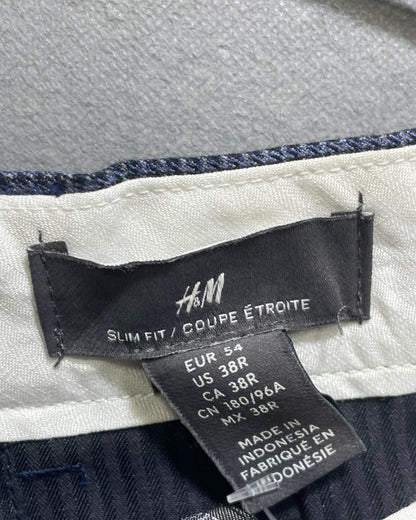 H&M
SLIM FIT / COUPE ÉTROITE
EUR 54
US 38R
CA 38R
CN 180/96A
MX 38R
MADE IN
INDONESIA
FABRIQUÉ EN
INDONÉSIE